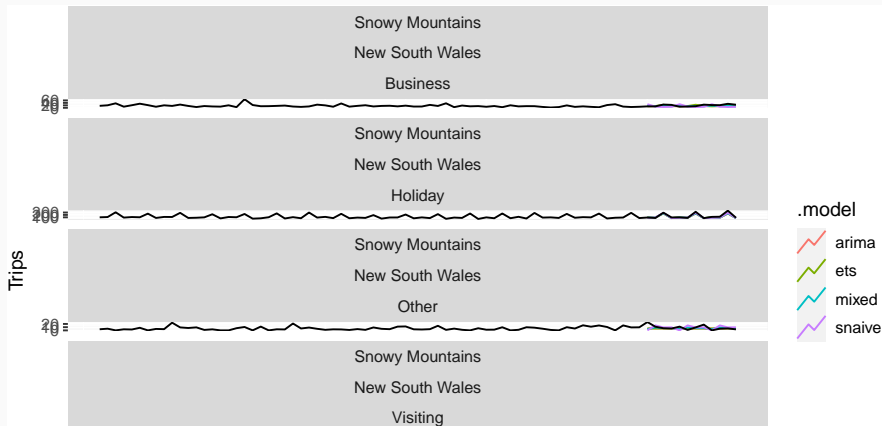 Snowy Mountains
New South Wales
Business
Snowy Mountains
New South Wales
Holiday
Snowy Mountains
New South Wales
Other
Snowy Mountains
New South Wales
Visiting
Trips
.model
arima
ets
mixed
snaive